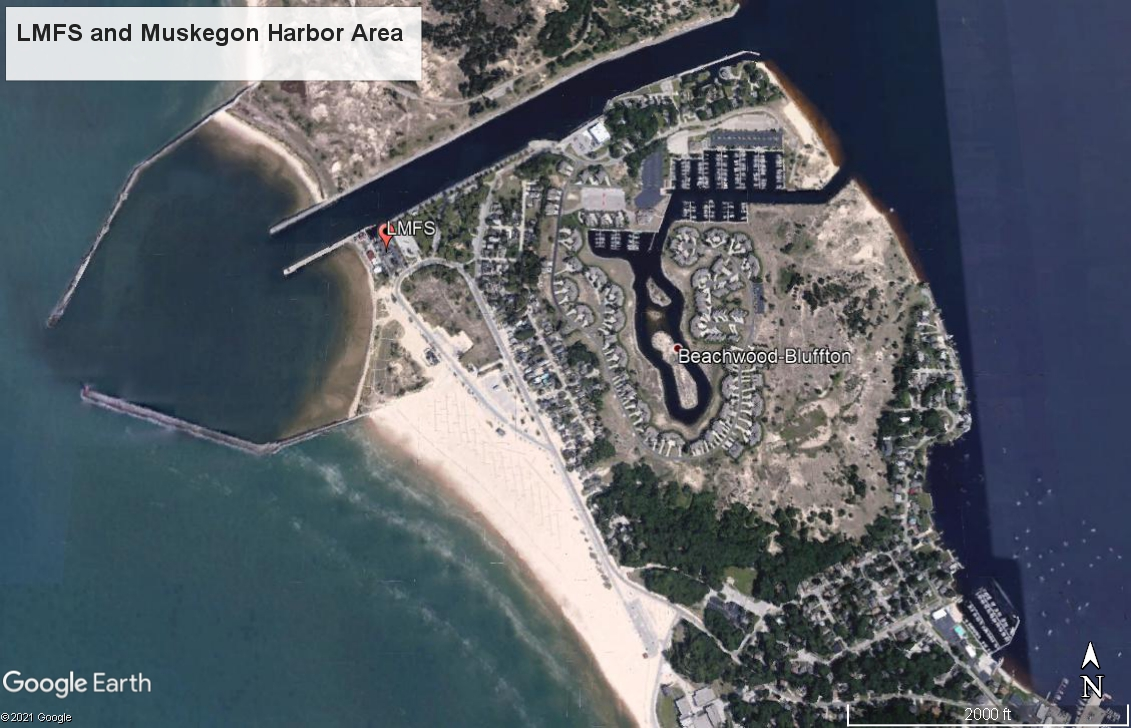 LMFS and Muskegon Harbor Area
LMFS
Beachwood-Bluffton
Google Earth
©2021 Google
N
2000 ft